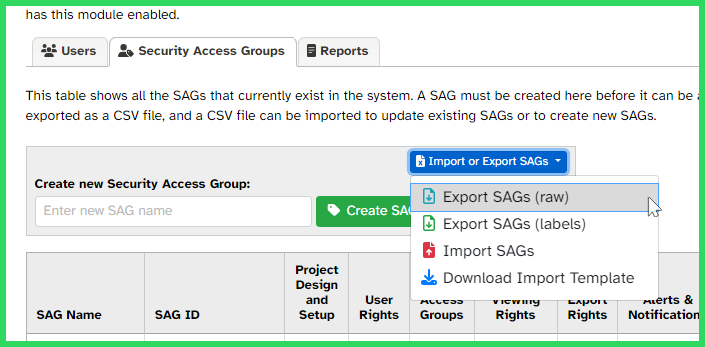 has this module enabled.
Users
Security Access Groups
Reports
This table shows all the SAGs that currently exist in the system. A SAG must be created here before it can be
exported as a CSV file, and a CSV file can be imported to update existing SAGs or to create new SAGs.
Import or Export SAGs
Create new Security Access Group:
Enter new SAG name
Create
Export SAGs (raw)
Export SAGs (labels)
Import SAGs
Download Import Template
SAG Name
SAG ID
Project
Design
and
Setup
User
Rights
Access
Groups
Viewing
Rights
Export
Rights
Alerts &